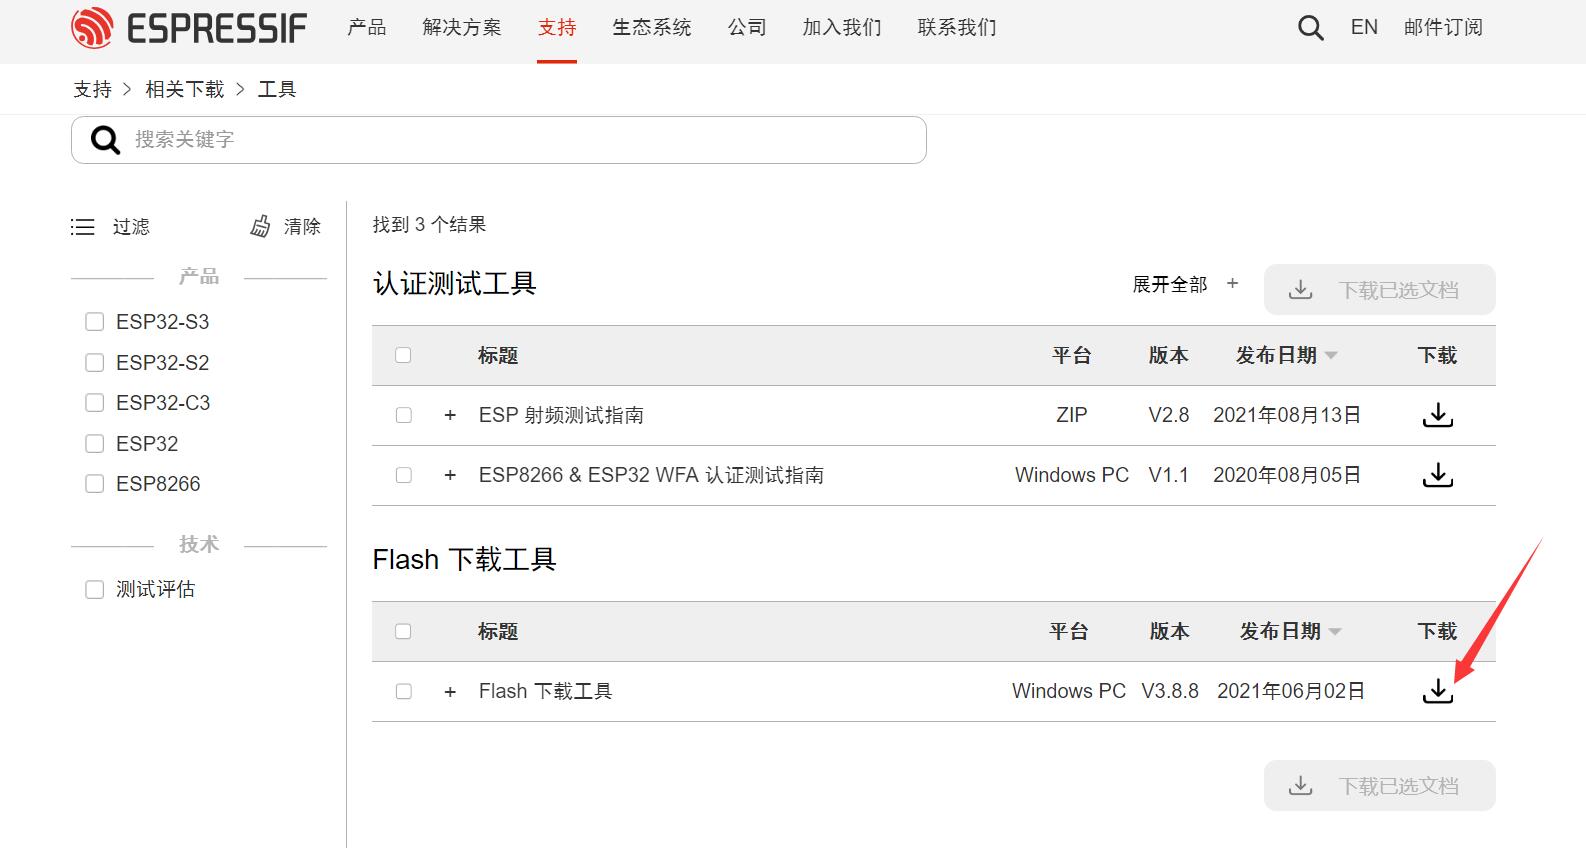 ESPRESSIF 产品 解决方案 支持 生态系统 公司 加入我们 联系我们 EN 邮件订阅
支持 > 相关下载 > 工具
搜索关键字
过滤 清除
产品
ESP32-S3
ESP32-S2
ESP32-C3
ESP32
ESP8266
技术
测试评估
找到 3 个结果
认证测试工具 展开全部 + 下载已选文档
标题 平台 版本 发布日期 下载
+ ESP 射频测试指南 ZIP V2.8 2021年08月13日
+ ESP8266 & ESP32 WFA 认证测试指南 Windows PC V1.1 2020年08月05日
Flash 下载工具
标题 平台 版本 发布日期 下载
+ Flash 下载工具 Windows PC V3.8.8 2021年06月02日
下载已选文档